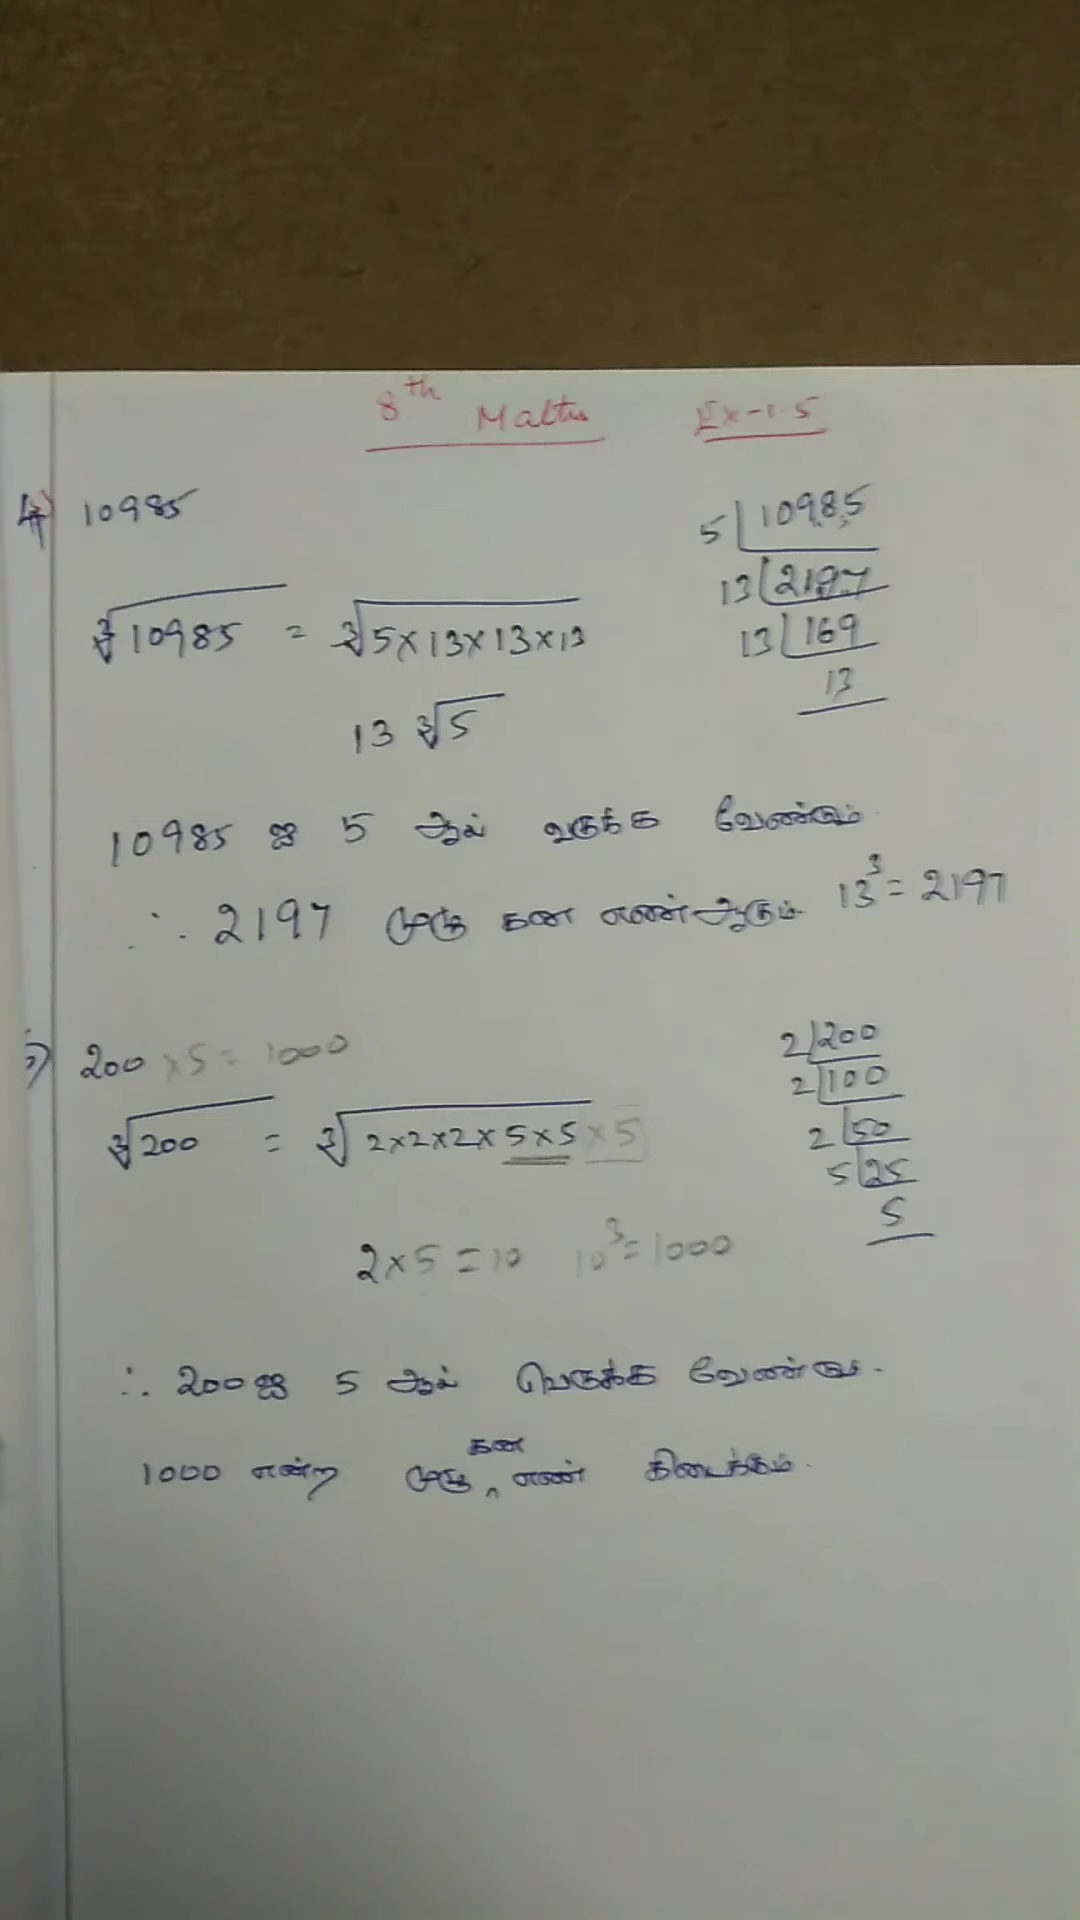 8th Maths Ex-1.5
4) 10985
∛10985 = ∛5×13×13×13
13 ∛5
5 | 10985
13 | 2197
13 | 169
13
10985 ஐ 5 ஆல் வகுக்க வேண்டும்.
∴ 2197 முழு கன எண் ஆகும். 13³ = 2197
5) 200 ×5 = 1000
∛200 = ∛2×2×2×5×5×5
2×5 = 10 10³ = 1000
2 | 200
2 | 100
2 | 50
5 | 25
5
∴ 200 ஐ 5 ஆல் பெருக்க வேண்டும்.
1000 என்ற முழு கன எண் கிடைக்கும்.